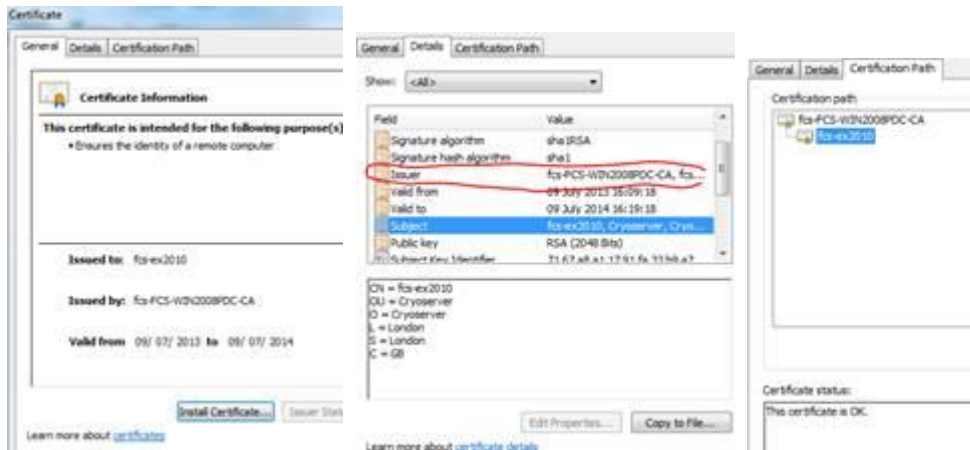 Certificate
General Details Certification Path
Certificate Information
This certificate is intended for the following purpose(s)
• Ensures the identity of a remote computer
Issued to: fcs-ex2010
Issued by: fcs-FCS-WIN2008PDC-CA
Valid from 09/ 07/ 2013 to 09/ 07/ 2014
Install Certificate... Issuer
Learn more about certificates
General Details Certification Path
Show: <All>
Field Value
Signature algorithm sha1RSA
Signature hash algorithm sha1
Issuer fcs-FCS-WIN2008PDC-CA, fcs...
Valid from 09 July 2013 16:09:18
Valid to 09 July 2014 16:19:18
Subject fcs-ex2010, Cryoserver, Cryo...
Public key RSA (2048 Bits)
Subject Key Identifier
CN = fcs-ex2010
OU = Cryoserver
O = Cryoserver
L = London
S = London
C = GB
Edit Properties... Copy to File...
Learn more about certificate details
General Details Certification Path
Certification path
fcs-FCS-WIN2008PDC-CA
fcs-ex2010
Certificate status:
This certificate is OK.